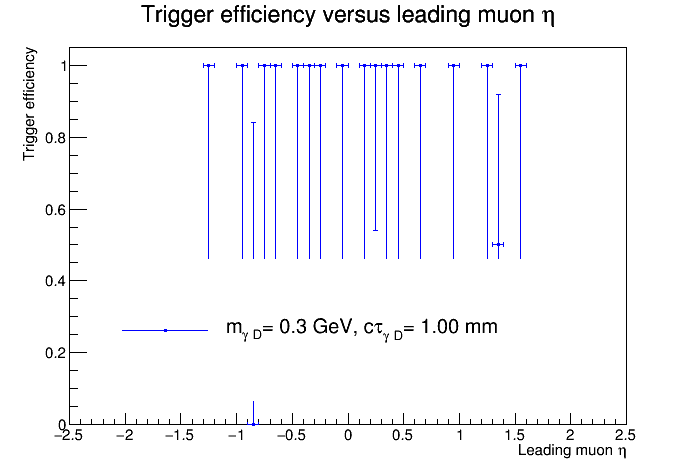 Trigger efficiency versus leading muon η
Trigger efficiency
1
0.8
0.6
0.4
0.2
0
m_γ D= 0.3 GeV, cτ_γ D= 1.00 mm
−2.5 −2 −1.5 −1 −0.5 0 0.5 1 1.5 2 2.5
Leading muon η